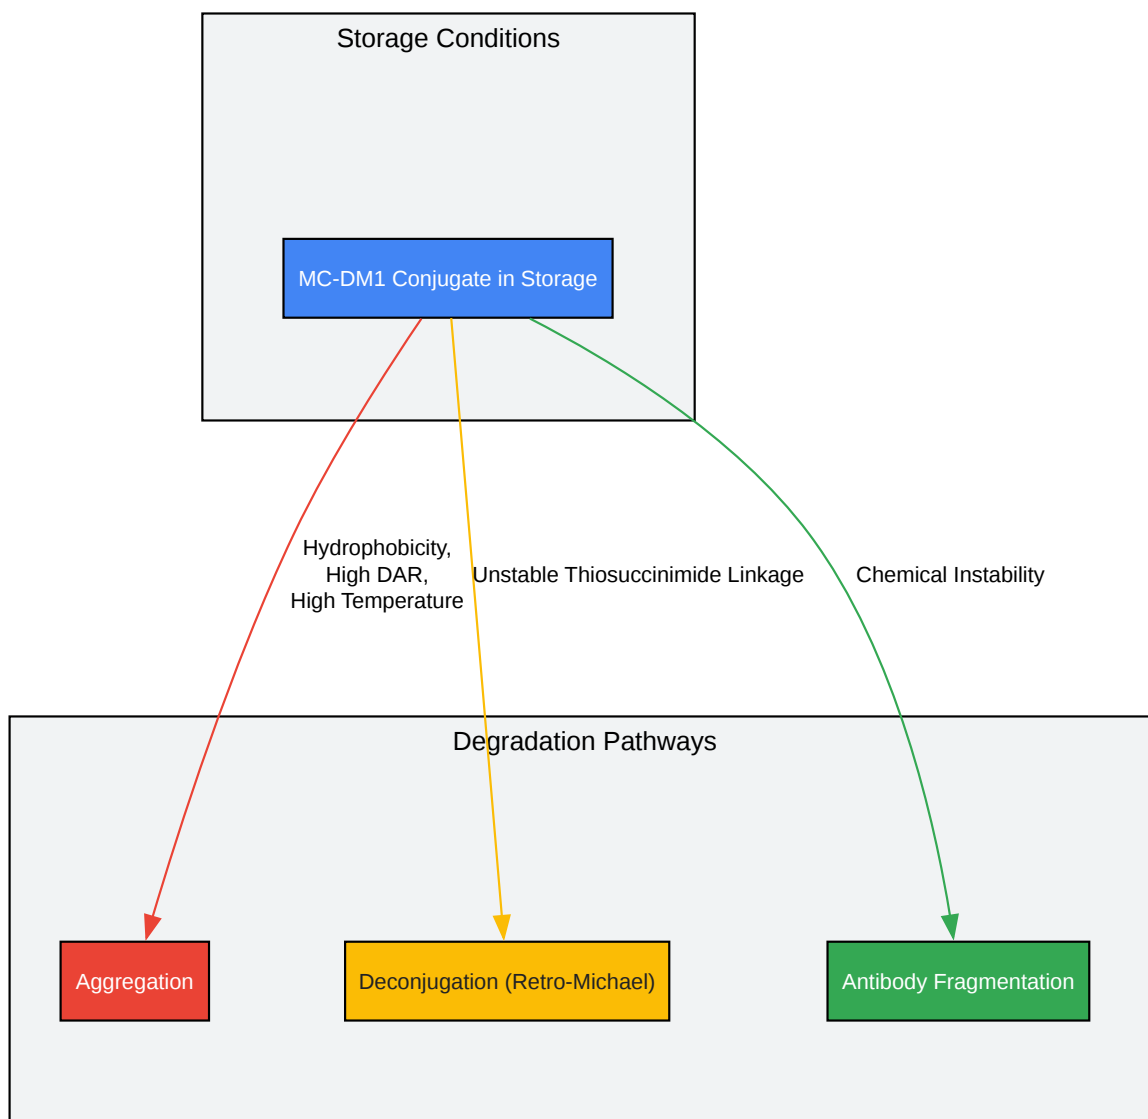 Storage Conditions
MC-DM1 Conjugate in Storage
Hydrophobicity,
High DAR,
High Temperature
Unstable Thiosuccinimide Linkage
Chemical Instability
Degradation Pathways
Aggregation
Deconjugation (Retro-Michael)
Antibody Fragmentation